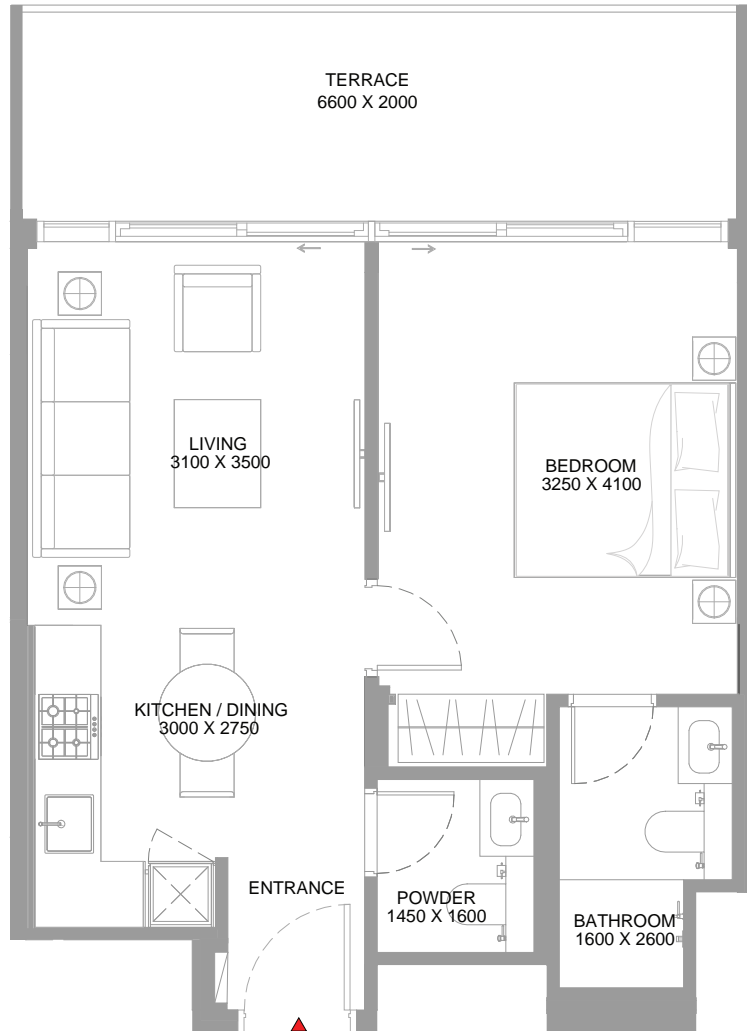 TERRACE
6600 X 2000
LIVING
3100 X 3500
BEDROOM
3250 X 4100
KITCHEN / DINING
3000 X 2750
ENTRANCE
POWDER
1450 X 1600
BATHROOM
1600 X 2600